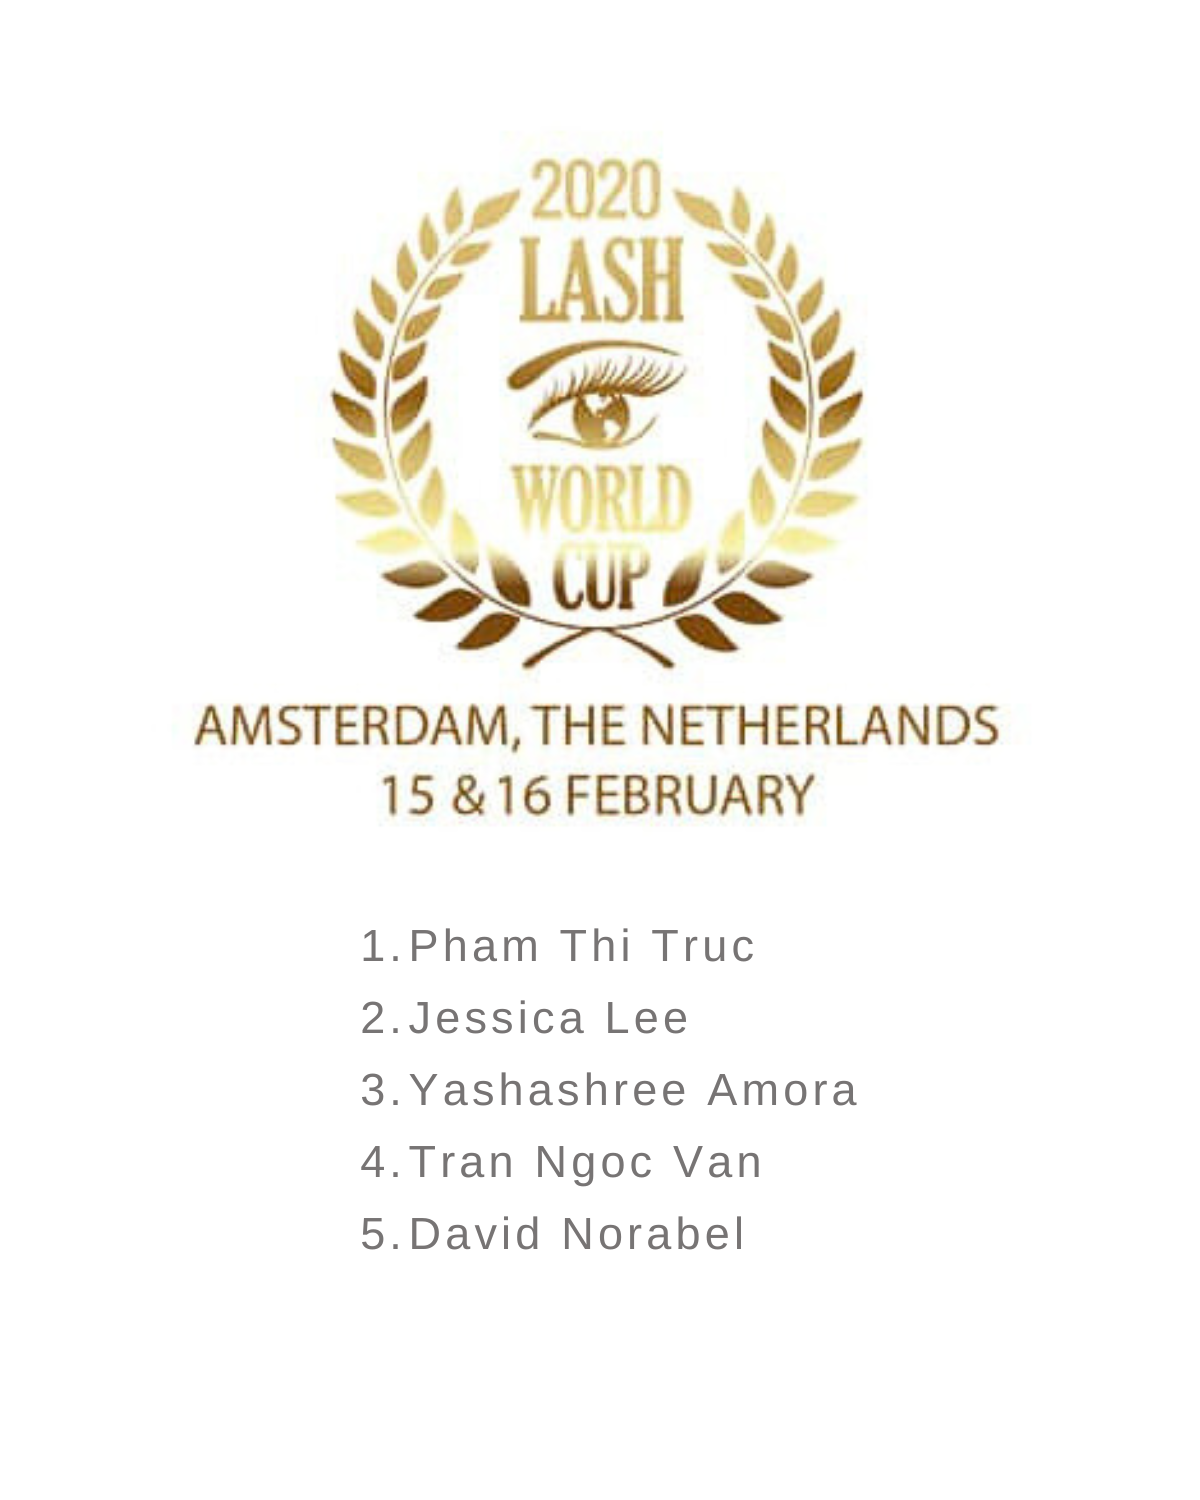 2020
LASH
WORLD
CUP
AMSTERDAM, THE NETHERLANDS
15 & 16 FEBRUARY
1. Pham Thi Truc
2. Jessica Lee
3. Yashashree Amora
4. Tran Ngoc Van
5. David Norabel